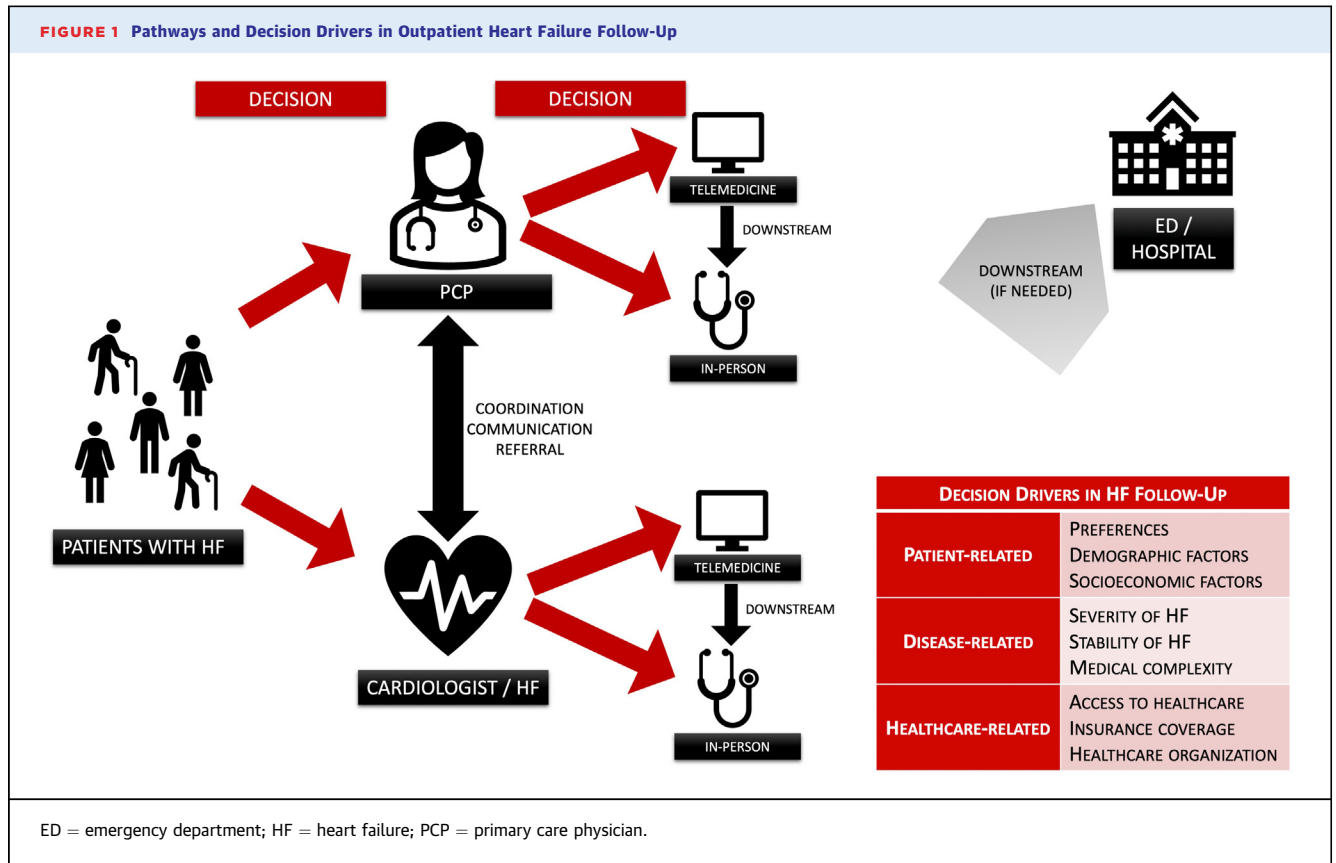 FIGURE 1 Pathways and Decision Drivers in Outpatient Heart Failure Follow-Up
DECISION
DECISION
TELEMEDICINE
DOWNSTREAM
IN-PERSON
PCP
ED /
HOSPITAL
DOWNSTREAM
(IF NEEDED)
COORDINATION
COMMUNICATION
REFERRAL
PATIENTS WITH HF
CARDIOLOGIST / HF
TELEMEDICINE
DOWNSTREAM
IN-PERSON
DECISION DRIVERS IN HF FOLLOW-UP
PATIENT-RELATED
PREFERENCES
DEMOGRAPHIC FACTORS
SOCIOECONOMIC FACTORS
DISEASE-RELATED
SEVERITY OF HF
STABILITY OF HF
MEDICAL COMPLEXITY
HEALTHCARE-RELATED
ACCESS TO HEALTHCARE
INSURANCE COVERAGE
HEALTHCARE ORGANIZATION
ED = emergency department; HF = heart failure; PCP = primary care physician.